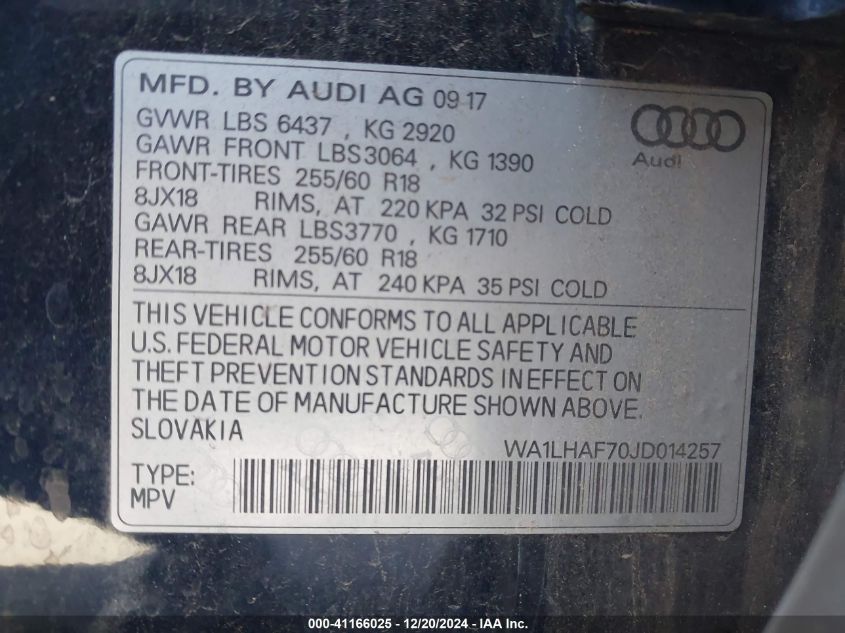 MFD. BY AUDI AG 09 17
GVWR LBS 6437 , KG 2920
GAWR FRONT LBS3064 , KG 1390
FRONT-TIRES 255/60 R18
8JX18 RIMS, AT 220 KPA 32 PSI COLD
GAWR REAR LBS3770 , KG 1710
REAR-TIRES 255/60 R18
8JX18 RIMS, AT 240 KPA 35 PSI COLD
Audi
THIS VEHICLE CONFORMS TO ALL APPLICABLE
U.S. FEDERAL MOTOR VEHICLE SAFETY AND
THEFT PREVENTION STANDARDS IN EFFECT ON
THE DATE OF MANUFACTURE SHOWN ABOVE.
SLOVAKIA
WA1LHAF70JD014257
TYPE:
MPV
000-41166025 - 12/20/2024 - IAAI.com